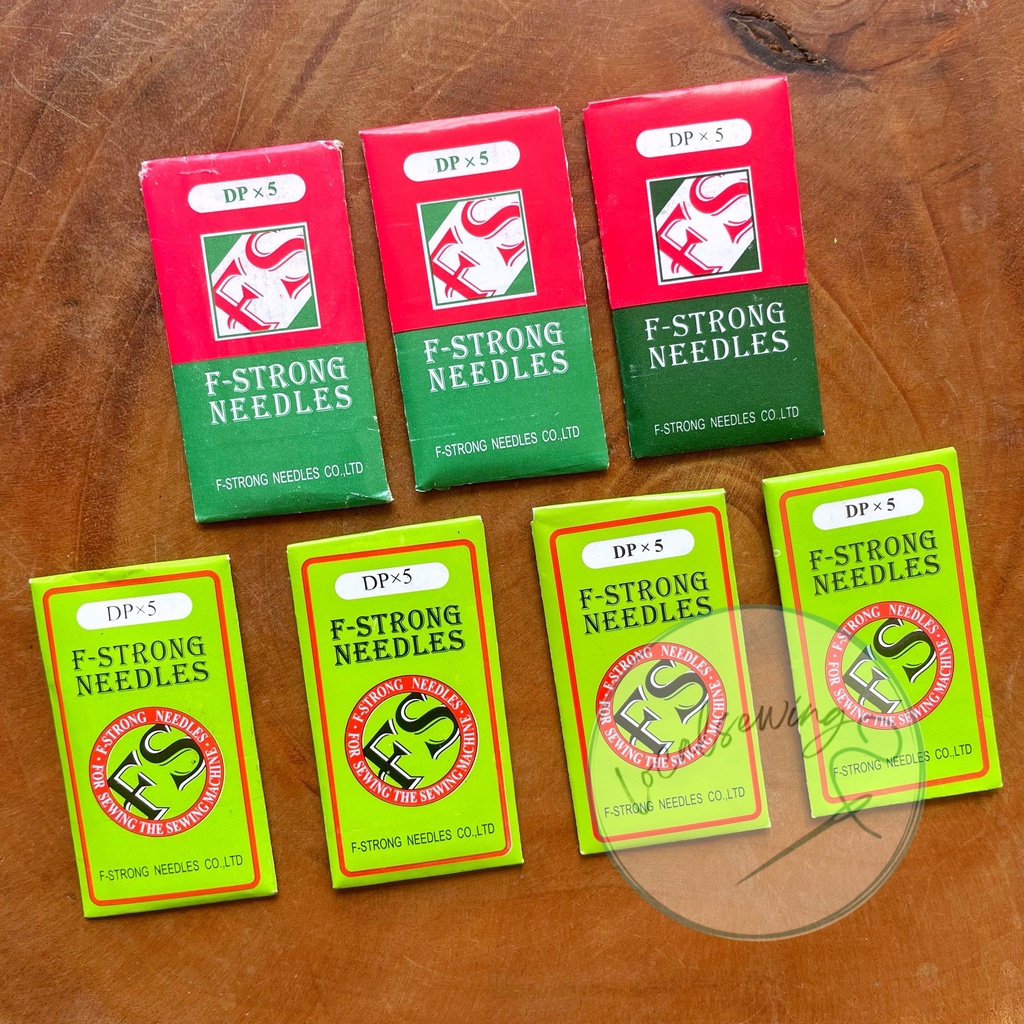 DP × 5
FS
F-STRONG
NEEDLES
F-STRONG NEEDLES CO.,LTD
DP × 5
FS
F-STRONG
NEEDLES
F-STRONG NEEDLES CO.,LTD
DP × 5
FS
F-STRONG
NEEDLES
F-STRONG NEEDLES CO.,LTD
DP×5
F-STRONG
NEEDLES
· F-STRONG NEEDLES ·
FOR SEWING THE SEWING MACHINE
FS
F-STRONG NEEDLES CO.,LTD
DP×5
F-STRONG
NEEDLES
· F-STRONG NEEDLES ·
FOR SEWING THE SEWING MACHINE
FS
F-STRONG NEEDLES CO.,LTD
DP × 5
F-STRONG
NEEDLES
· F-STRONG NEEDLES ·
FOR SEWING THE SEWING MACHINE
FS
F-STRONG NEEDLES CO.,LTD
DP × 5
F-STRONG
NEEDLES
· F-STRONG NEEDLES ·
FOR SEWING THE SEWING MACHINE
FS
F-STRONG NEEDLES CO.,LTD